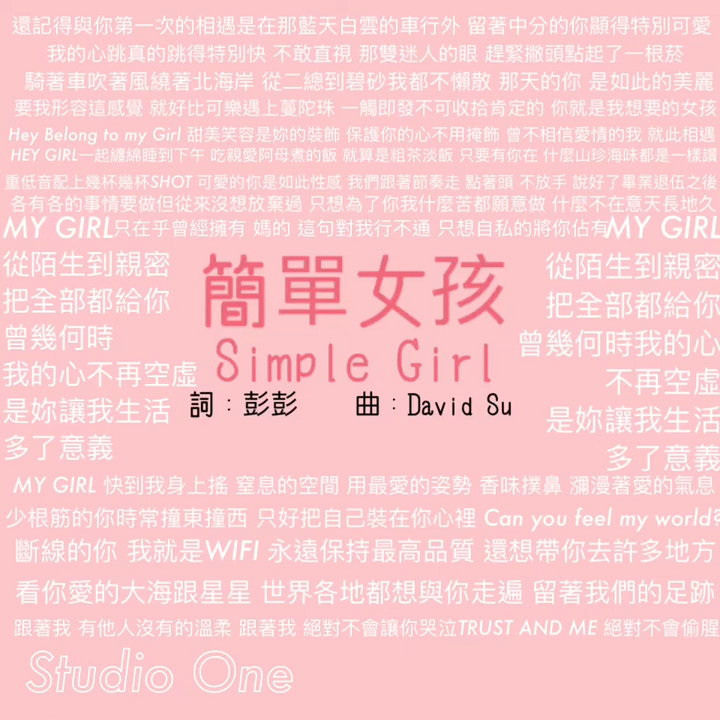 還記得與你第一次的相遇是在那藍天白雲的車行外 留著中分的你顯得特別可愛
我的心跳真的跳得特別快 不敢直視 那雙迷人的眼 趕緊撇頭點起了一根菸
騎著車吹著風繞著北海岸 從二總到碧砂我都不懶散 那天的你 是如此的美麗
要我形容這感覺 就好比可樂遇上蔓陀珠 一觸即發不可收拾肯定的 你就是我想要的女孩
Hey Belong to my Girl 甜美笑容是妳的裝飾 保護你的心不用掩飾 曾不相信愛情的我 就此相遇
HEY GIRL一起纏綿睡到下午 吃親愛阿母煮的飯 就算是粗茶淡飯 只要有你在 什麼山珍海味都是一樣讚
重低音配上幾杯幾杯SHOT 可愛的你是如此性感 我們跟著節奏走 點著頭 不放手 說好了畢業退伍之後
各有各的事情要做但從來沒想放棄過 只想為了你我什麼苦都願意做 什麼不在意天長地久
MY GIRL只在乎曾經擁有 媽的 這句對我行不通 只想自私的將你佔有MY GIRL
從陌生到親密
把全部都給你
曾幾何時
我的心不再空虛
是妳讓我生活
多了意義
簡單女孩
Simple Girl
詞：彭彭 曲：David Su
從陌生到親密
把全部都給你
曾幾何時我的心
不再空虛
是妳讓我生活
多了意義
MY GIRL 快到我身上搖 窒息的空間 用最愛的姿勢 香味撲鼻 瀰漫著愛的氣息
少根筋的你時常撞東撞西 只好把自己裝在你心裡 Can you feel my world?
斷線的你 我就是WIFI 永遠保持最高品質 還想帶你去許多地方
看你愛的大海跟星星 世界各地都想與你走遍 留著我們的足跡
跟著我 有他人沒有的溫柔 跟著我 絕對不會讓你哭泣TRUST AND ME 絕對不會偷腥
Studio One